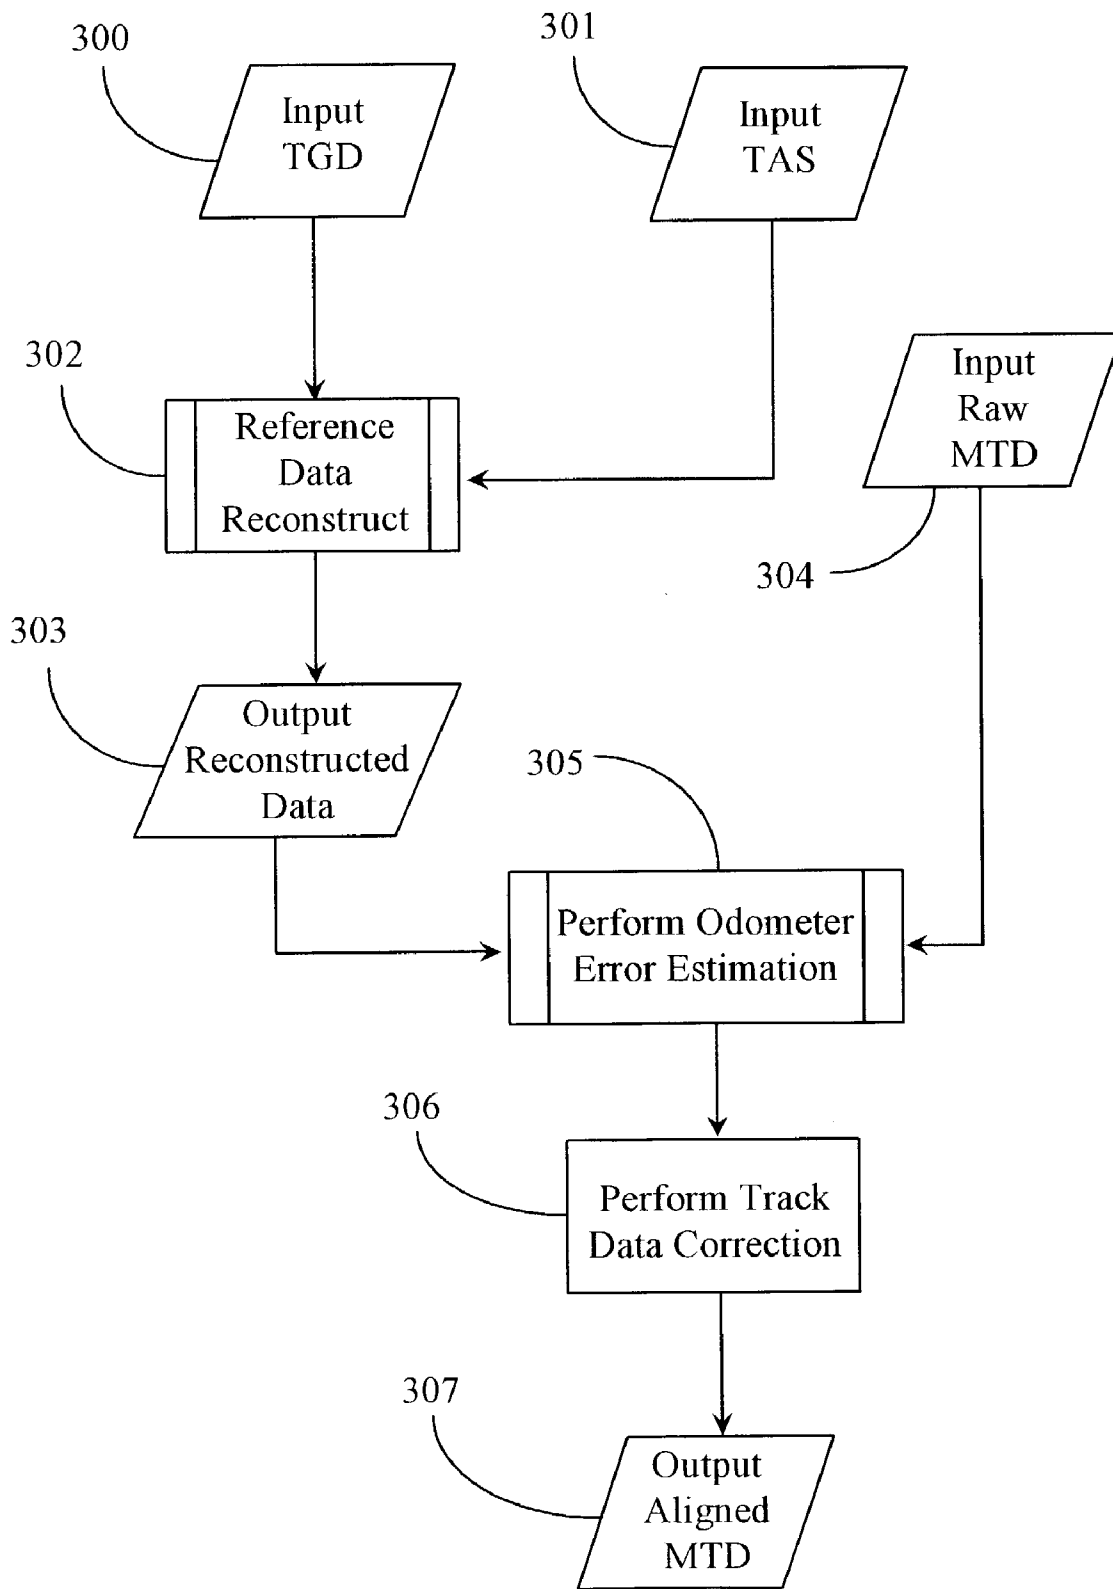 300
Input
TGD
301
Input
TAS
302
Reference
Data
Reconstruct
Input
Raw
MTD
304
303
Output
Reconstructed
Data
305
Perform Odometer
Error Estimation
306
Perform Track
Data Correction
307
Output
Aligned
MTD